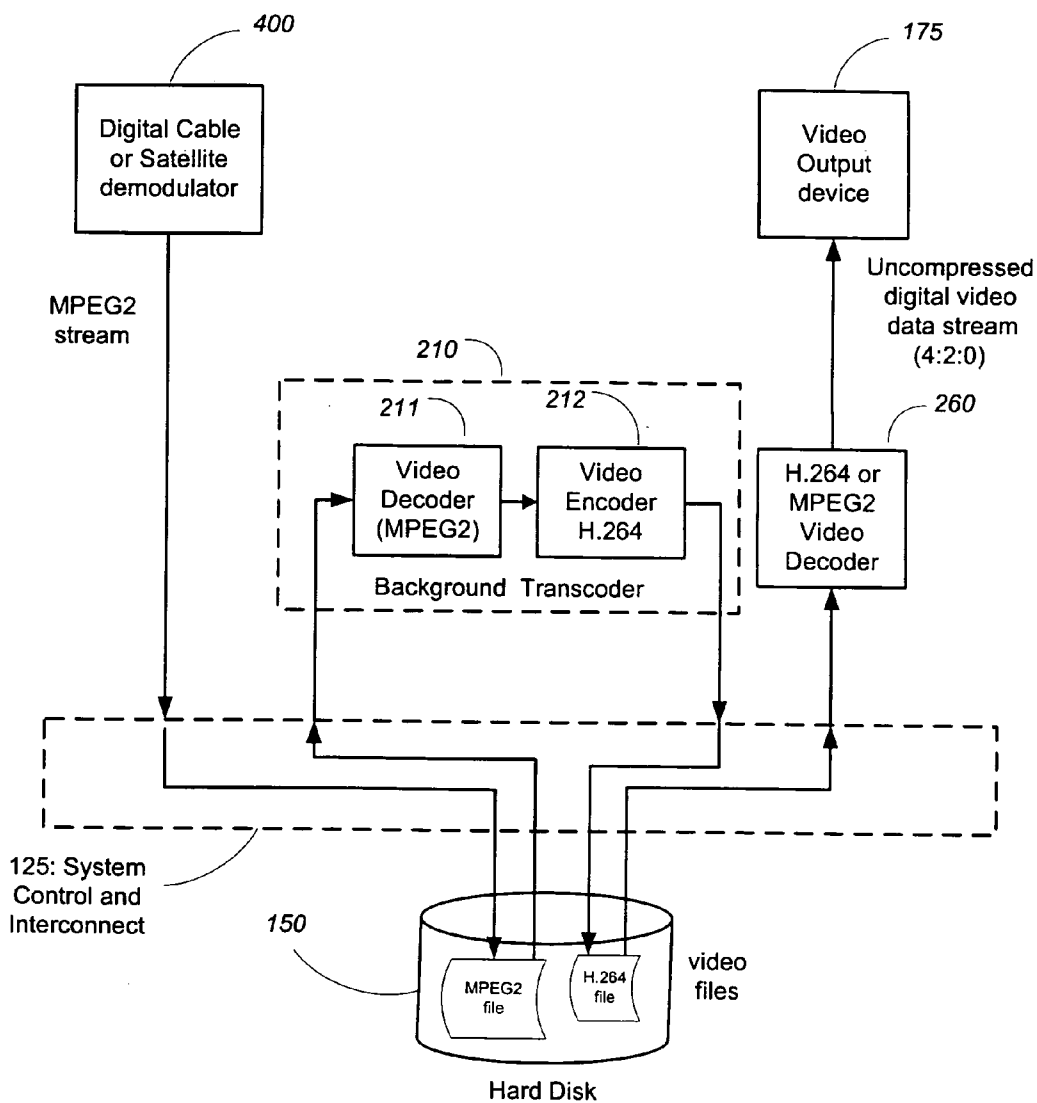 400
175
Digital Cable
or Satellite
demodulator
Video
Output
device
MPEG2
stream
Uncompressed
digital video
data stream
(4:2:0)
210
211
212
260
Video
Decoder
(MPEG2)
Video
Encoder
H.264
H.264 or
MPEG2
Video
Decoder
Background Transcoder
125: System
Control and
Interconnect
150
MPEG2
file
H.264
file
video
files
Hard Disk